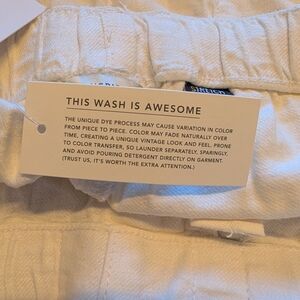 STRETCH
THIS WASH IS AWESOME
THE UNIQUE DYE PROCESS MAY CAUSE VARIATION IN COLOR
FROM PIECE TO PIECE. COLOR MAY FADE NATURALLY OVER
TIME, CREATING A UNIQUE VINTAGE LOOK AND FEEL. PRONE
TO COLOR TRANSFER, SO LAUNDER SEPARATELY, SPARINGLY,
AND AVOID POURING DETERGENT DIRECTLY ON GARMENT.
(TRUST US, IT'S WORTH THE EXTRA ATTENTION.)